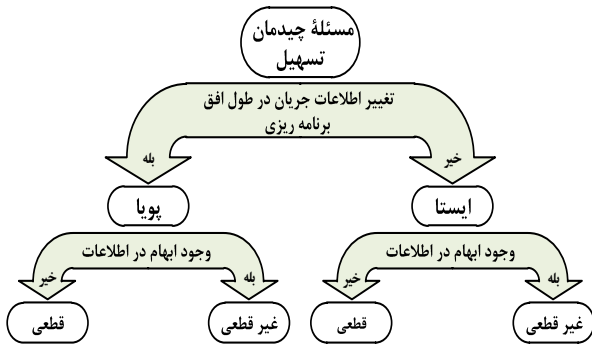 مسئلۀ چیدمان
تسهیل
تغییر اطلاعات جریان در طول افق
برنامه ریزی
خیر
بله
ایستا
پویا
وجود ابهام در اطلاعات
بله
خیر
وجود ابهام در اطلاعات
بله
خیر
غیر قطعی
قطعی
غیر قطعی
قطعی